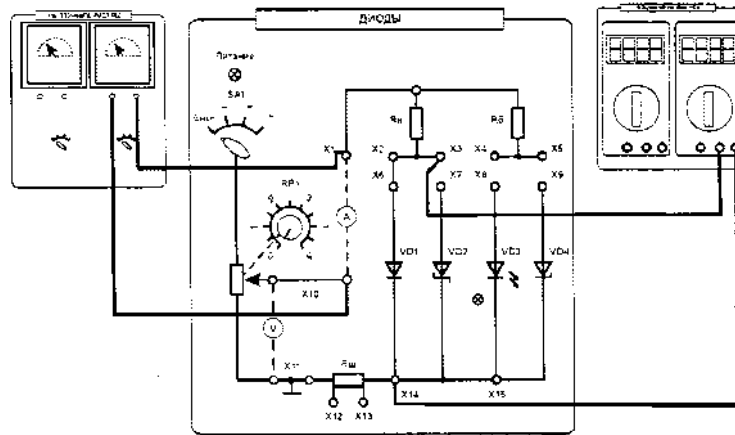 ДИОДЫ
Питание
SA1
Rн
Rб
X1
X2
X3
X4
X5
X6
X7
X8
X9
RP1
A
VD1
VD2
VD3
VD4
X10
V
X11
Rш
X12
X13
X14
X15